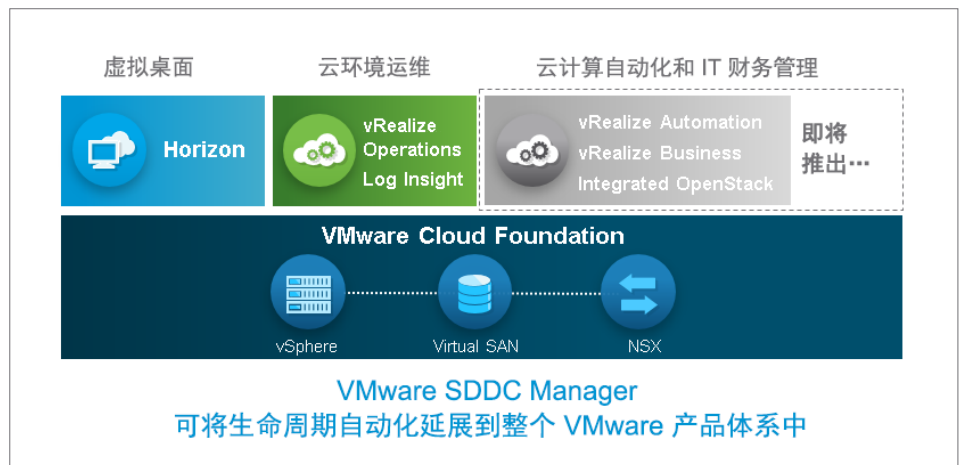 虚拟桌面
云环境运维
云计算自动化和 IT 财务管理
Horizon
vRealize
Operations
Log Insight
vRealize Automation
vRealize Business
Integrated OpenStack
即将
推出…
VMware Cloud Foundation
vSphere
Virtual SAN
NSX
VMware SDDC Manager
可将生命周期自动化延展到整个 VMware 产品体系中